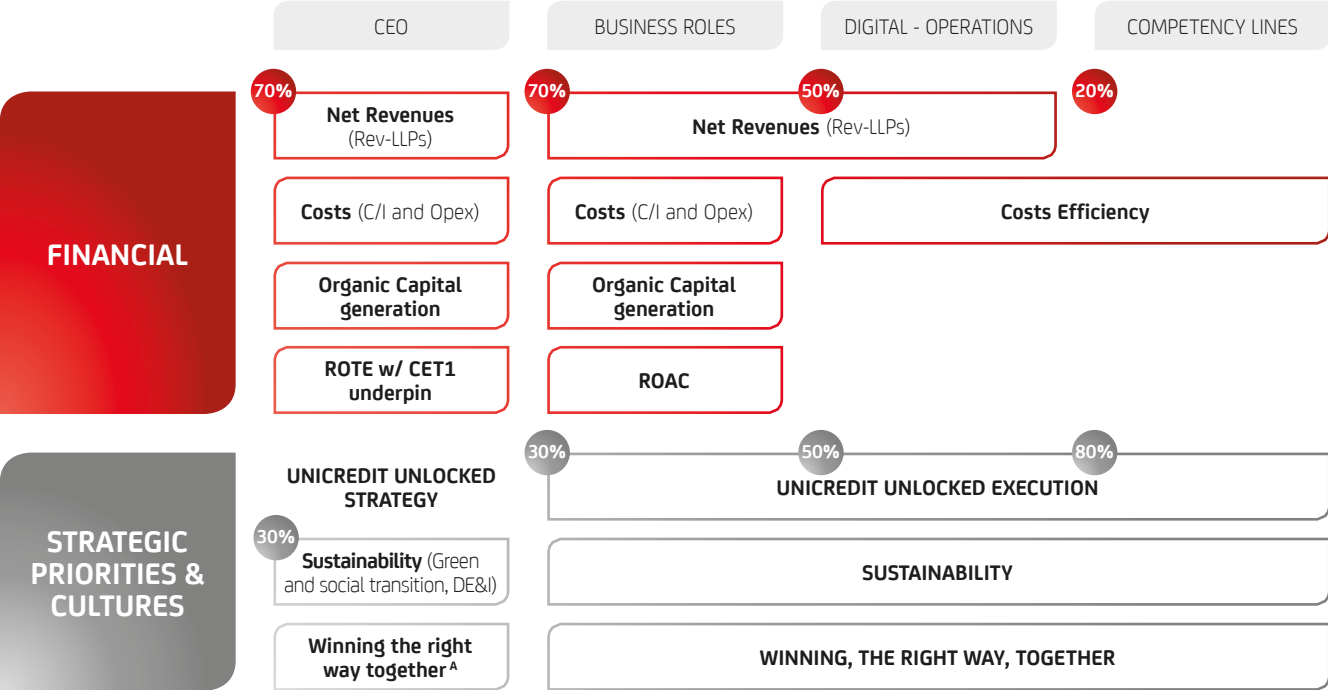 CEO
BUSINESS ROLES
DIGITAL - OPERATIONS
COMPETENCY LINES
FINANCIAL
70%
Net Revenues
(Rev-LLPs)
70%
50%
Net Revenues (Rev-LLPs)
20%
Costs (C/I and Opex)
Costs (C/I and Opex)
Costs Efficiency
Organic Capital
generation
Organic Capital
generation
ROTE w/ CET1
underpin
ROAC
STRATEGIC
PRIORITIES &
CULTURES
UNICREDIT UNLOCKED
STRATEGY
30%
50%
80%
UNICREDIT UNLOCKED EXECUTION
30%
Sustainability (Green
and social transition, DE&I)
SUSTAINABILITY
Winning the right
way together A
WINNING, THE RIGHT WAY, TOGETHER